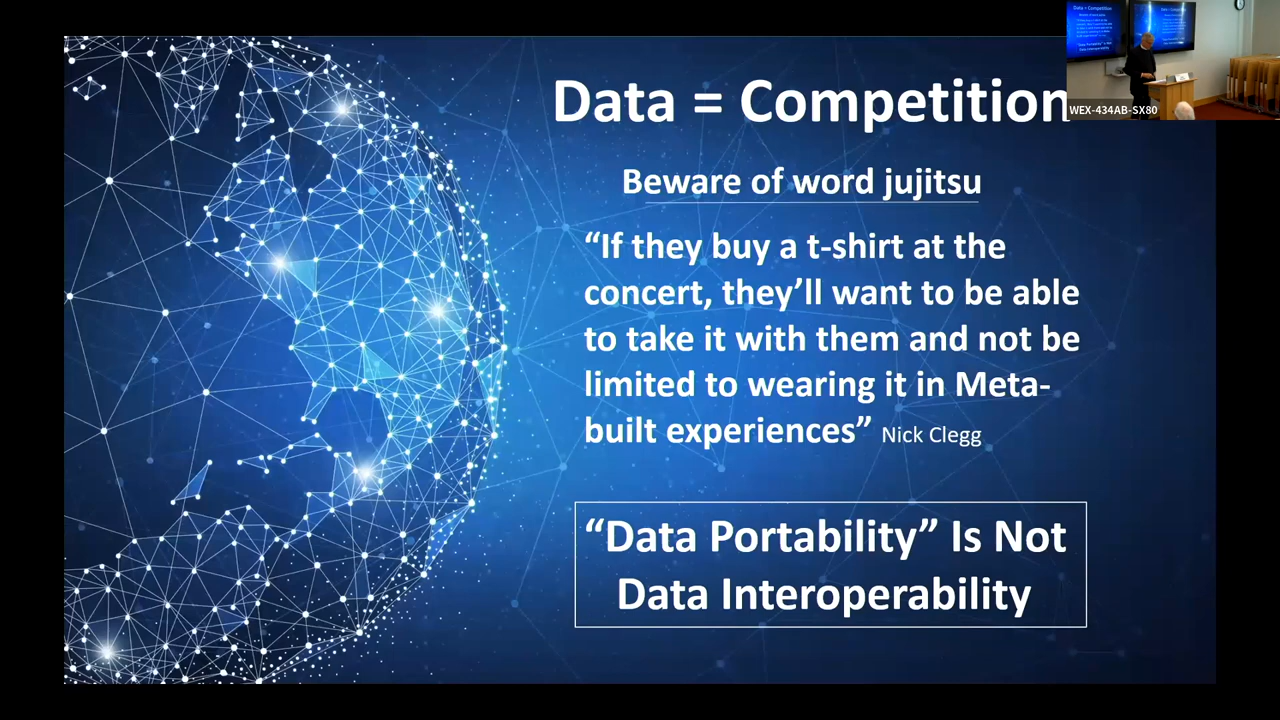 Data = Competition
Beware of word jujitsu
“If they buy a t-shirt at the
concert, they’ll want to be able
to take it with them and not be
limited to wearing it in Meta-
built experiences” Nick Clegg
“Data Portability” Is Not
Data Interoperability
Data = Competition
WEX-434AB-SX80